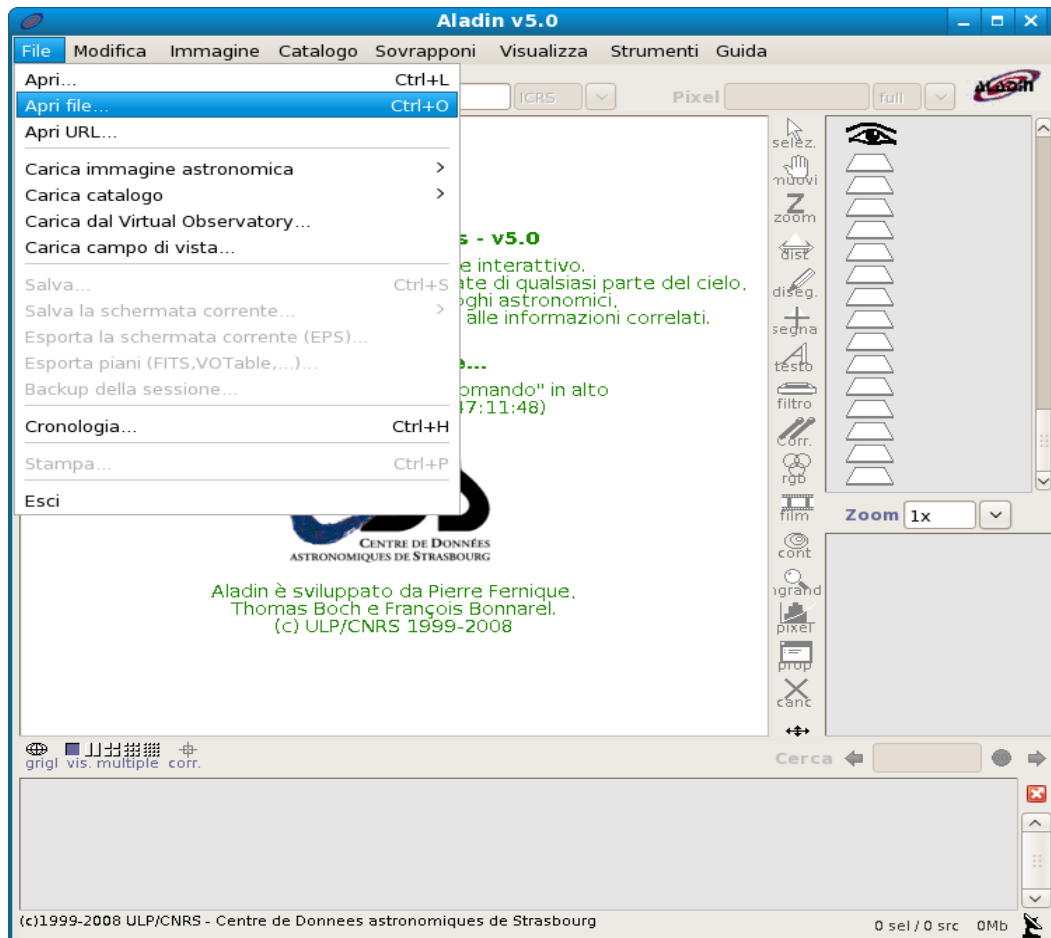 Aladin v5.0
File Modifica Immagine Catalogo Sovrapponi Visualizza Strumenti Guida
Apri... Ctrl+L
Apri file... Ctrl+O
Apri URL...
Carica immagine astronomica
Carica catalogo
Carica dal Virtual Observatory...
Carica campo di vista...
Salva... Ctrl+S
Salva la schermata corrente...
Esporta la schermata corrente (EPS)...
Esporta piani (FITS,VOTable,...)...
Backup della sessione...
Cronologia... Ctrl+H
Stampa... Ctrl+P
Esci
ICRS Pixel full
Aladin
- v5.0
interattivo.
di qualsiasi parte del cielo,
astronomici,
alle informazioni correlati.
in alto
47:11:48)
CENTRE DE DONNÉES
ASTRONOMIQUES DE STRASBOURG
Aladin è sviluppato da Pierre Fernique,
Thomas Boch e François Bonnarel.
(c) ULP/CNRS 1999-2008
selez.
muovi
zoom
dist
diseg.
segna
testo
filtro
corr.
rgb
film
cont
ingrand
pixel
prop
canc
Zoom 1x
grigl vis. multiple corr.
Cerca
(c)1999-2008 ULP/CNRS - Centre de Donnees astronomiques de Strasbourg
0 sel / 0 src 0Mb